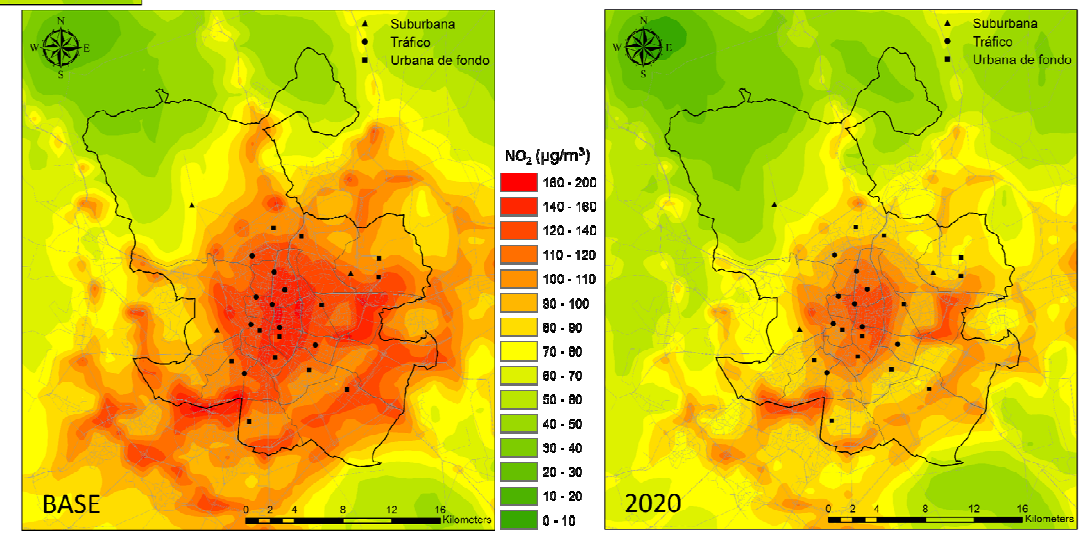 N
W E
S
Suburbana
Tráfico
Urbana de fondo
BASE
0 2 4 8 12 16
Kilometers
NO2 (µg/m3)
160 - 200
140 - 160
120 - 140
110 - 120
100 - 110
90 - 100
80 - 90
70 - 80
60 - 70
50 - 60
40 - 50
30 - 40
20 - 30
10 - 20
0 - 10
N
W E
S
Suburbana
Tráfico
Urbana de fondo
2020
0 2 4 8 12 16
Kilometers